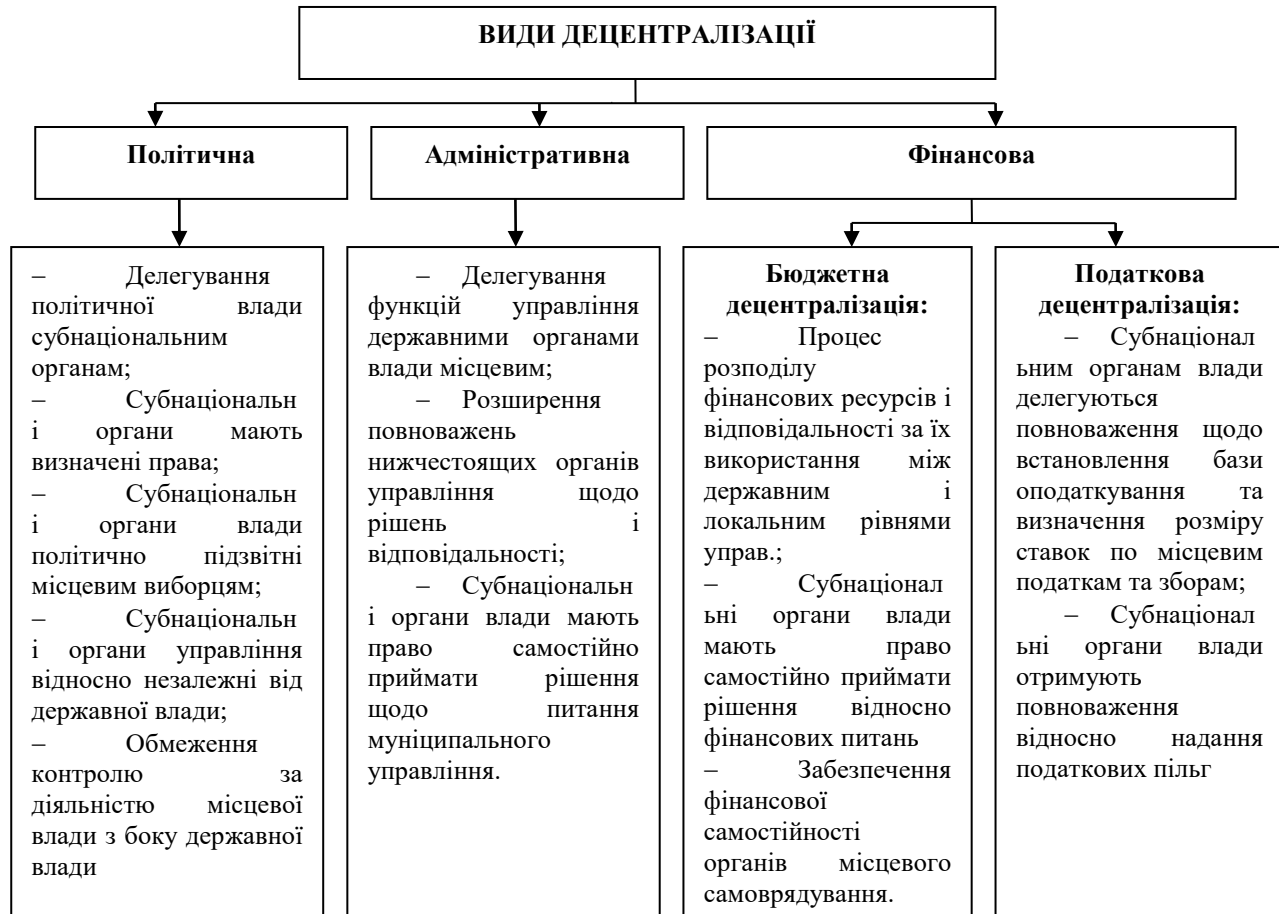 ВИДИ ДЕЦЕНТРАЛІЗАЦІЇ
Політична
Адміністративна
Фінансова
– Делегування
політичної влади
субнаціональним
органам;
– Субнаціональн
і органи мають
визначені права;
– Субнаціональн
і органи влади
політично підзвітні
місцевим виборцям;
– Субнаціональн
і органи управління
відносно незалежні від
державної влади;
– Обмеження
контролю за
діяльністю місцевої
влади з боку державної
влади
– Делегування
функцій управління
державними органами
влади місцевим;
– Розширення
повноважень
нижчестоящих органів
управління щодо
рішень і
відповідальності;
– Субнаціональн
і органи влади мають
право самостійно
приймати рішення
щодо питання
муніципального
управління.
Бюджетна
децентралізація:
– Процес
розподілу
фінансових ресурсів і
відповідальності за їх
використання між
державним і
локальним рівнями
управ.;
– Субнаціонал
ьні органи влади
мають право
самостійно приймати
рішення відносно
фінансових питань
– Забезпечення
фінансової
самостійності
органів місцевого
самоврядування.
Податкова
децентралізація:
– Субнаціонал
ьним органам влади
делегуються
повноваження щодо
встановлення бази
оподаткування та
визначення розміру
ставок по місцевим
податкам та зборам;
– Субнаціонал
ьні органи влади
отримують
повноваження
відносно надання
податкових пільг